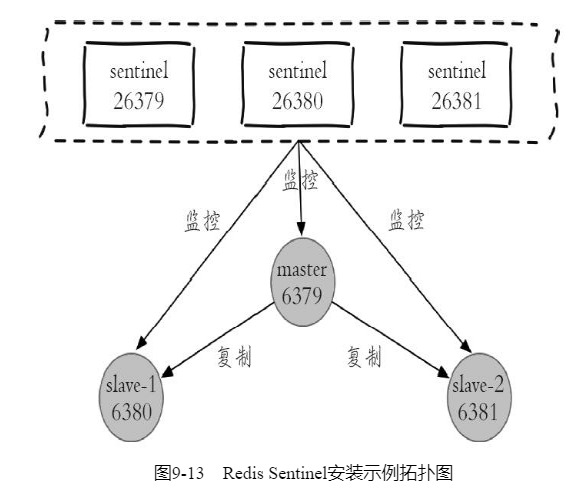 sentinel
26379
sentinel
26380
sentinel
26381
监控
监控
监控
master
6379
复制
复制
slave-1
6380
slave-2
6381
图9-13 Redis Sentinel安装示例拓扑图